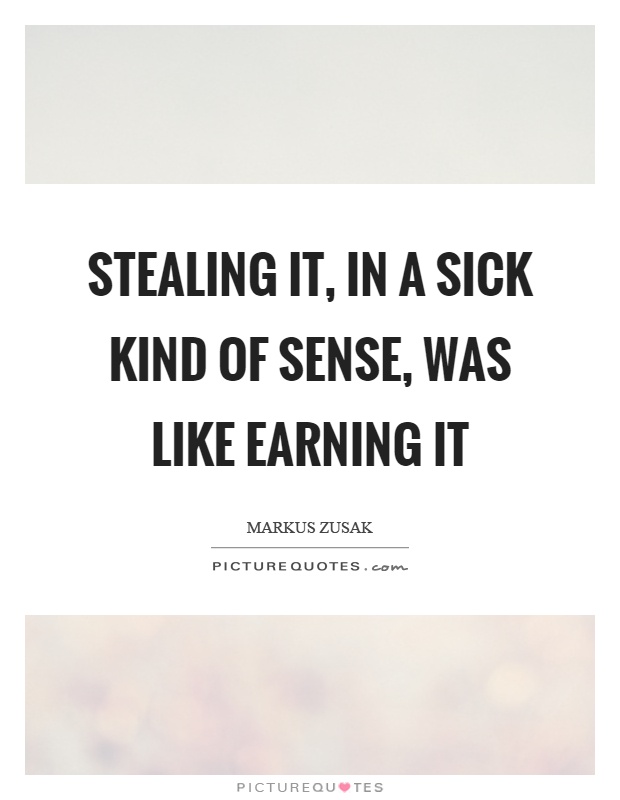 STEALING IT, IN A SICK
KIND OF SENSE, WAS
LIKE EARNING IT
MARKUS ZUSAK
PICTUREQUOTES.com
PICTUREQUOTES